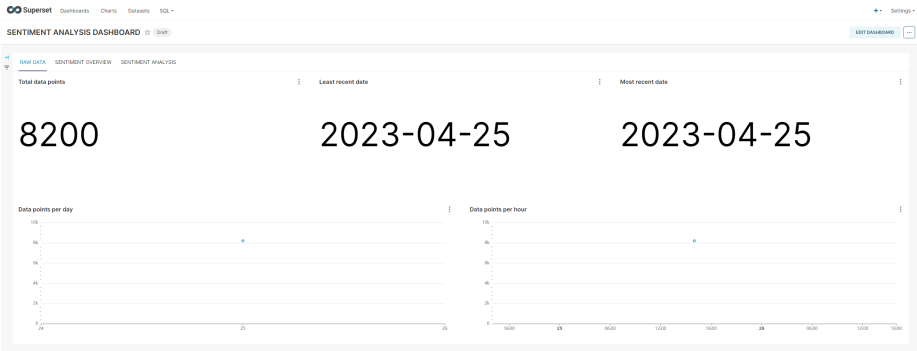 Superset Dashboards Charts Datasets SQL Settings
SENTIMENT ANALYSIS DASHBOARD Draft EDIT DASHBOARD
RAW DATA SENTIMENT OVERVIEW SENTIMENT ANALYSIS
Total data points Least recent date Most recent date
8200 2023-04-25 2023-04-25
Data points per day Data points per hour
10k 10k
8k 8k
6k 6k
4k 4k
2k 2k
0 0
24 25 26 16:00 25 06:00 12:00 16:00 26 06:00 12:00 16:00